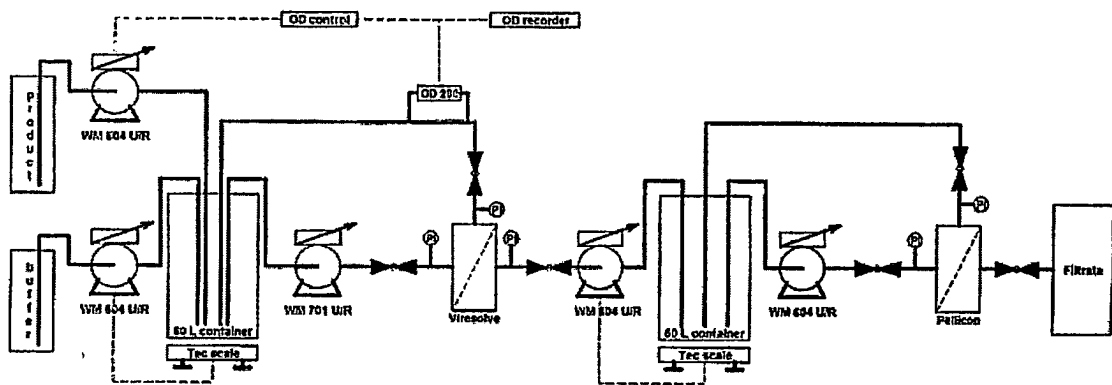 OD control
OD recorder
product
OD 280
WM 604 U/R
PI
buffer
PI
PI
PI
PI
WM 604 U/R
60 L container
WM 701 U/R
Viresolve
WM 604 U/R
60 L container
WM 604 U/R
Pellicon
Filtrate
Tec scale
Tec scale